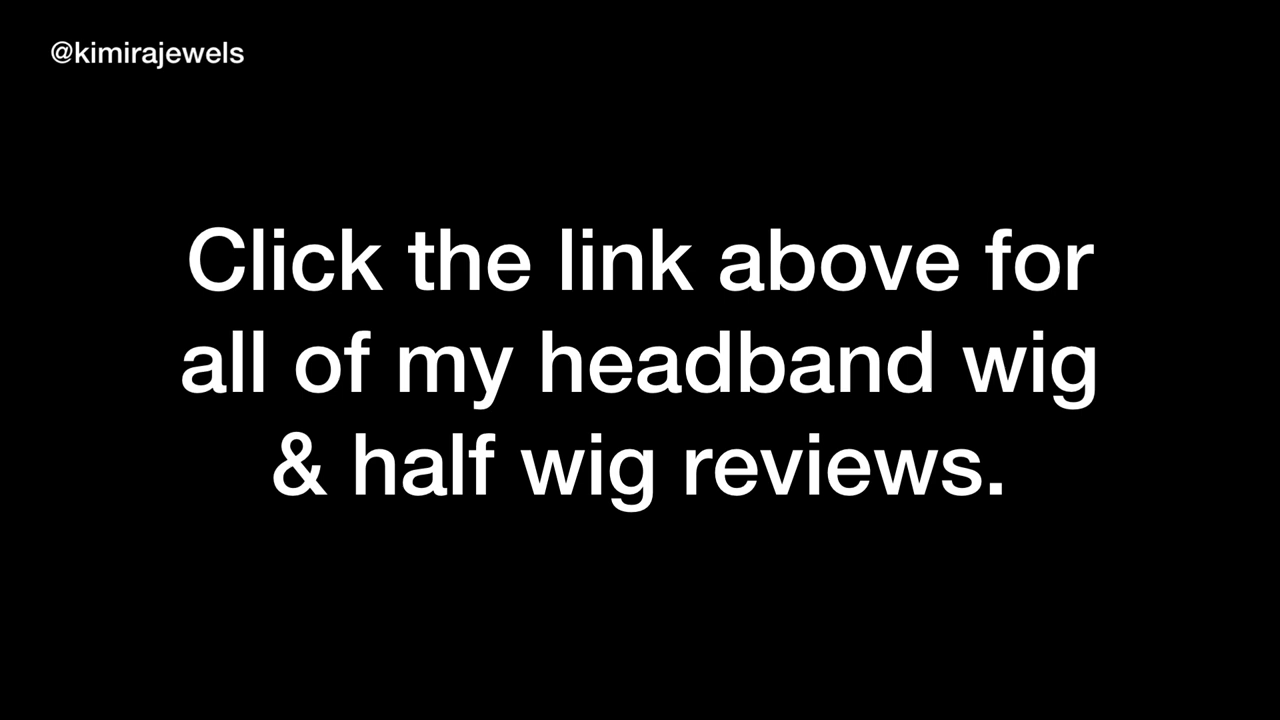 @kimirajewels
Click the link above for
all of my headband wig
& half wig reviews.